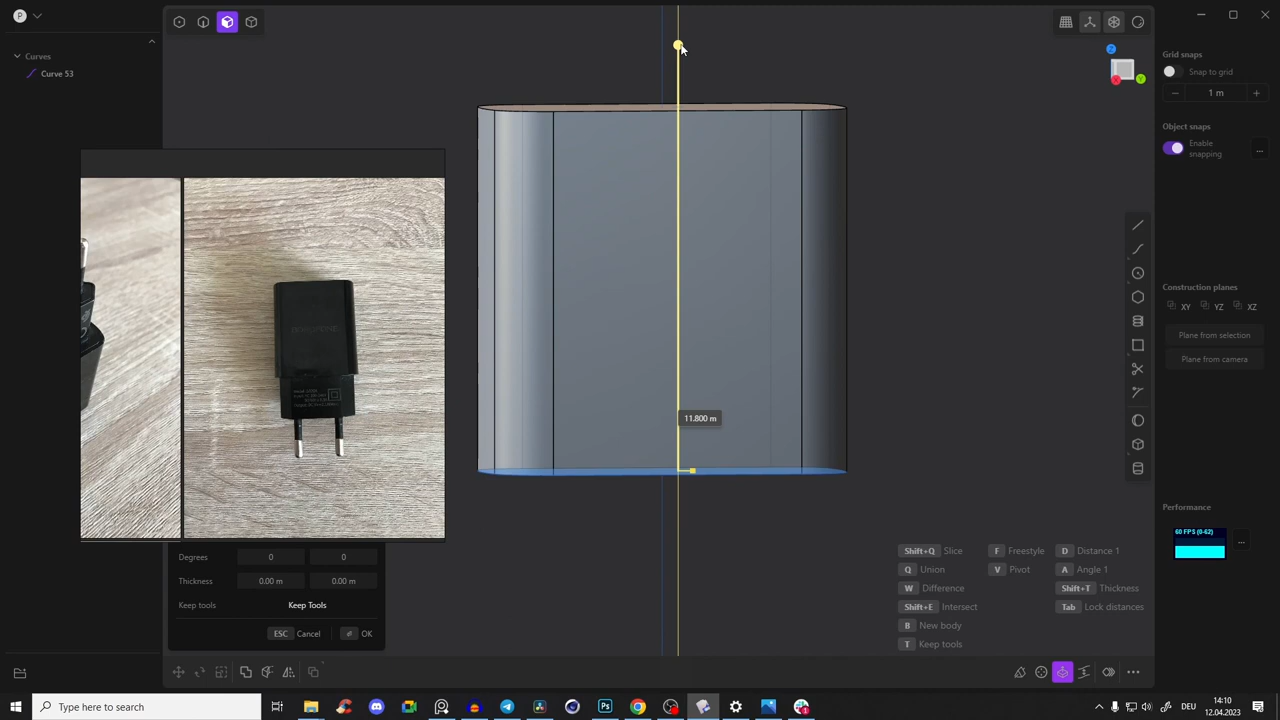 P
Curves
Curve 53
11.800 m
Z
Y
X
Degrees 0 0
Thickness 0.00 m 0.00 m
Keep tools Keep Tools
ESC Cancel OK
Shift+Q Slice F Freestyle D Distance 1
Q Union V Pivot A Angle 1
W Difference Shift+T Thickness
Shift+E Intersect Tab Lock distances
B New body
T Keep tools
Grid snaps
Snap to grid
1 m
Object snaps
Enable
snapping
...
Construction planes
XY YZ XZ
Plane from selection
Plane from camera
Performance
60 FPS (0-62)
...
Type here to search
Ps
DEU
14:10
12.04.2023